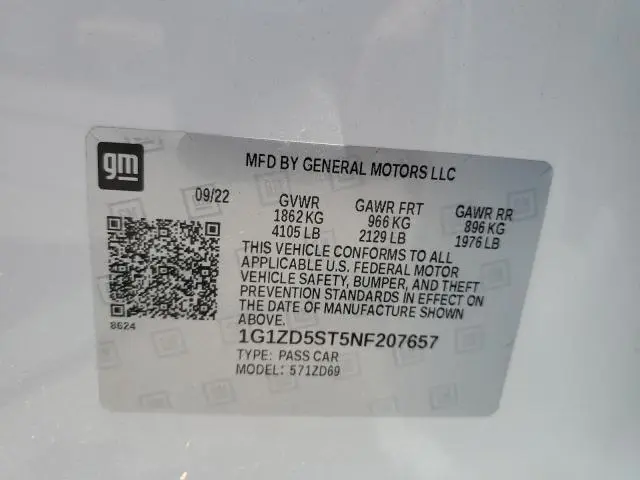 gm
MFD BY GENERAL MOTORS LLC
09/22
GVWR GAWR FRT GAWR RR
1862 KG 966 KG 896 KG
4105 LB 2129 LB 1976 LB
THIS VEHICLE CONFORMS TO ALL
APPLICABLE U.S. FEDERAL MOTOR
VEHICLE SAFETY, BUMPER, AND THEFT
PREVENTION STANDARDS IN EFFECT ON
THE DATE OF MANUFACTURE SHOWN
ABOVE.
8624
1G1ZD5ST5NF207657
TYPE: PASS CAR
MODEL: 571ZD69